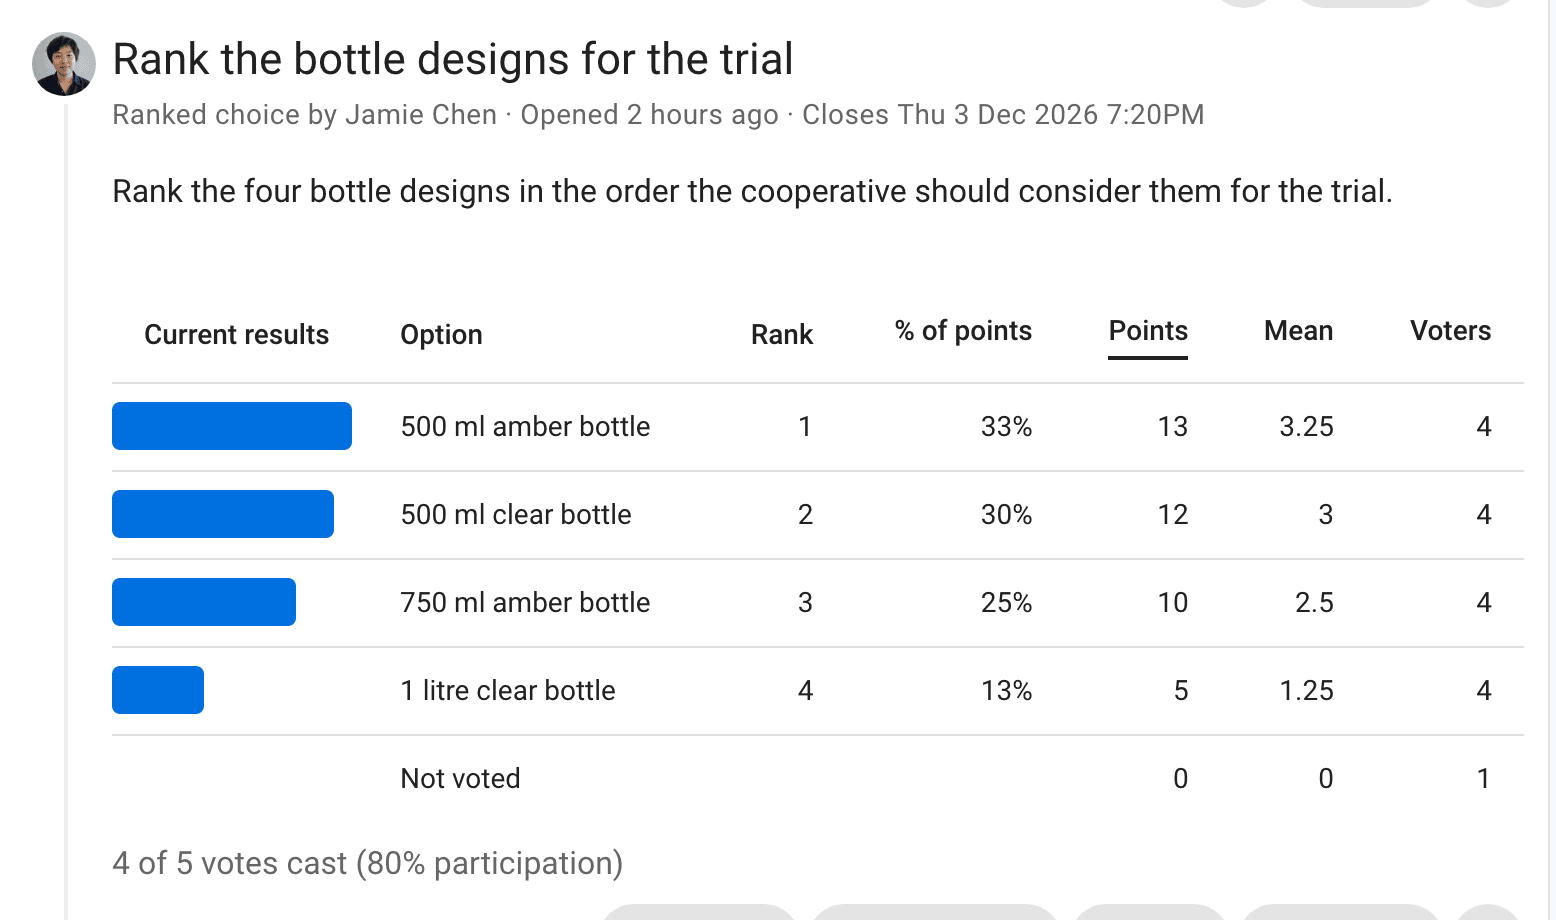 Rank the bottle designs for the trial
Ranked choice by Jamie Chen · Opened 2 hours ago · Closes Thu 3 Dec 2026 7:20PM
Rank the four bottle designs in the order the cooperative should consider them for the trial.
Current results Option Rank % of points Points Mean Voters
500 ml amber bottle 1 33% 13 3.25 4
500 ml clear bottle 2 30% 12 3 4
750 ml amber bottle 3 25% 10 2.5 4
1 litre clear bottle 4 13% 5 1.25 4
Not voted 0 0 1
4 of 5 votes cast (80% participation)